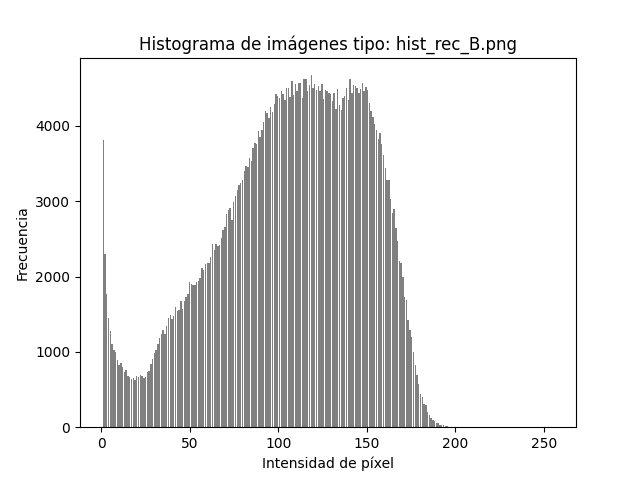 Histograma de imágenes tipo: hist_rec_B.png
4000
3000
2000
1000
0
Frecuencia
0 50 100 150 200 250
Intensidad de píxel